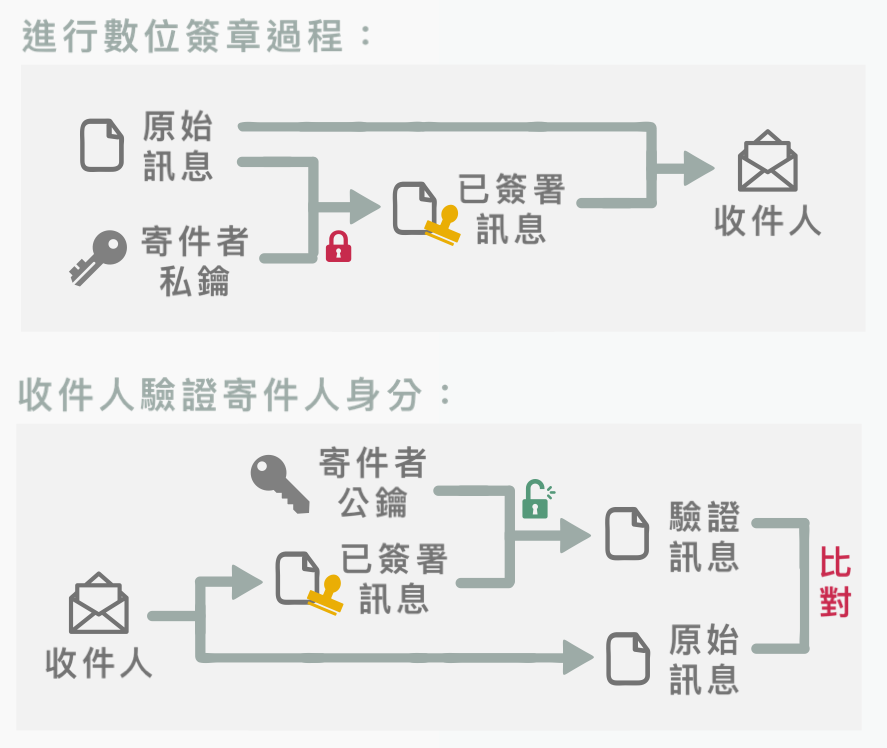 進行數位簽章過程：
原始
訊息
寄件者
私鑰
已簽署
訊息
收件人
收件人驗證寄件人身分：
寄件者
公鑰
已簽署
訊息
收件人
驗證
訊息
原始
訊息
比
對